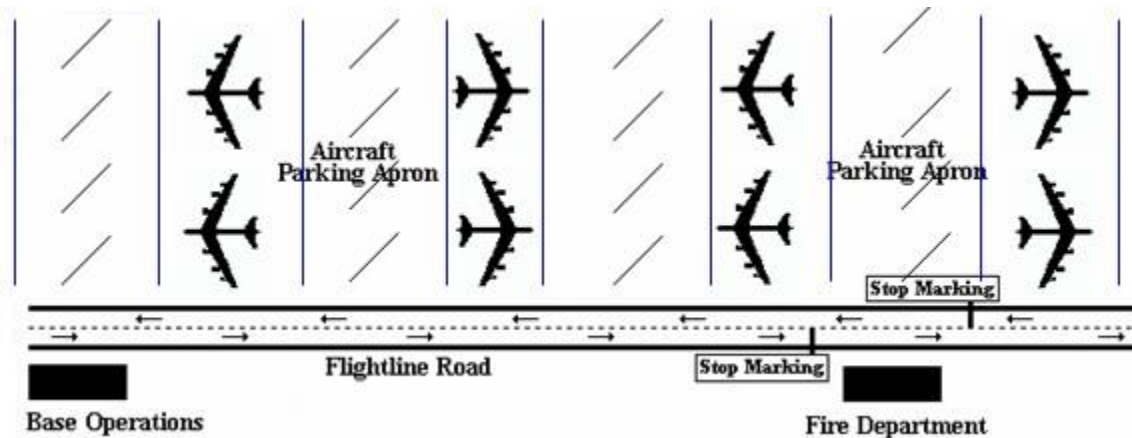 Aircraft
Parking Apron
Aircraft
Parking Apron
Stop Marking
Flightline Road
Stop Marking
Base Operations
Fire Department